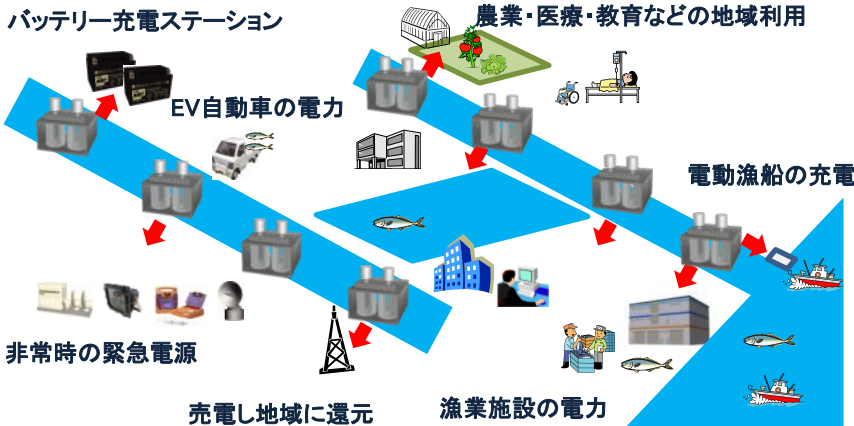 バッテリー充電ステーション
農業・医療・教育などの地域利用
EV自動車の電力
電動漁船の充電
非常時の緊急電源
売電し地域に還元
漁業施設の電力